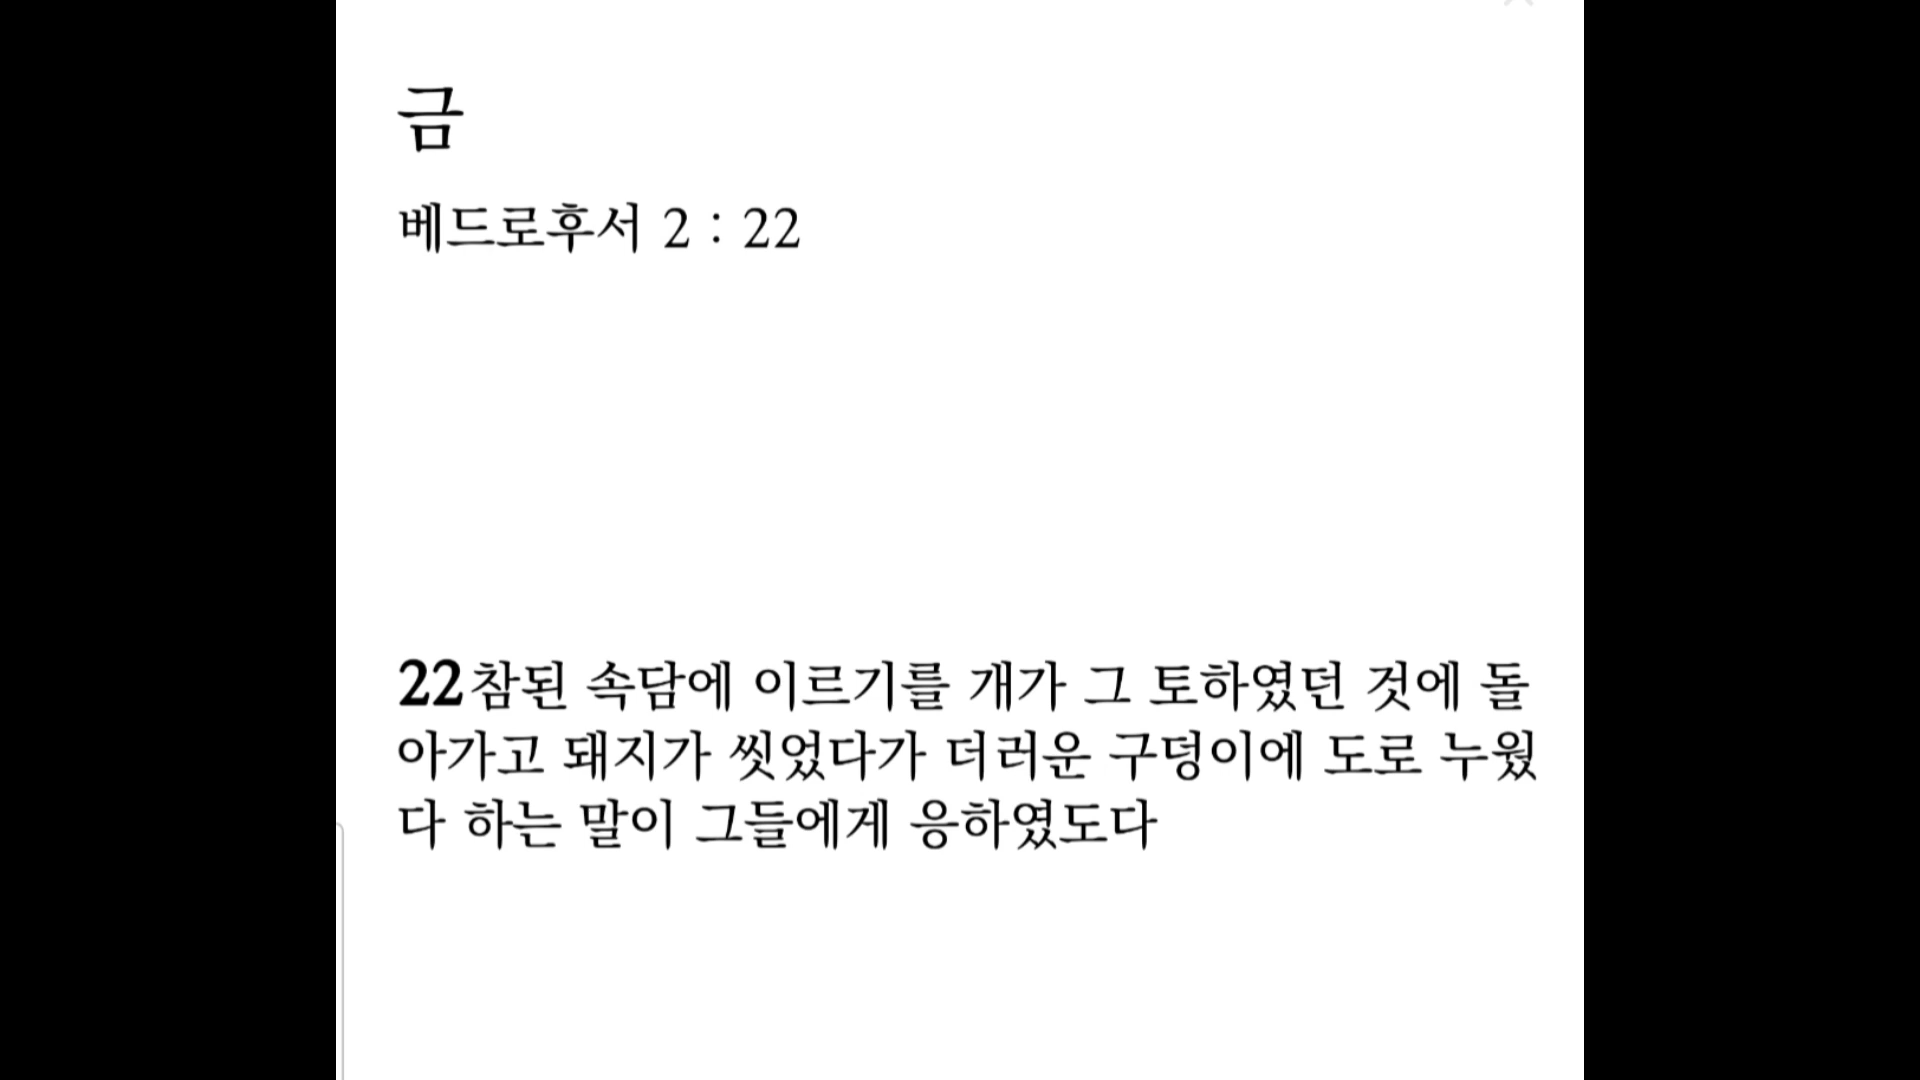 금
베드로후서 2 : 22
22참된 속담에 이르기를 개가 그 토하였던 것에 돌
아가고 돼지가 씻었다가 더러운 구덩이에 도로 누웠
다 하는 말이 그들에게 응하였도다